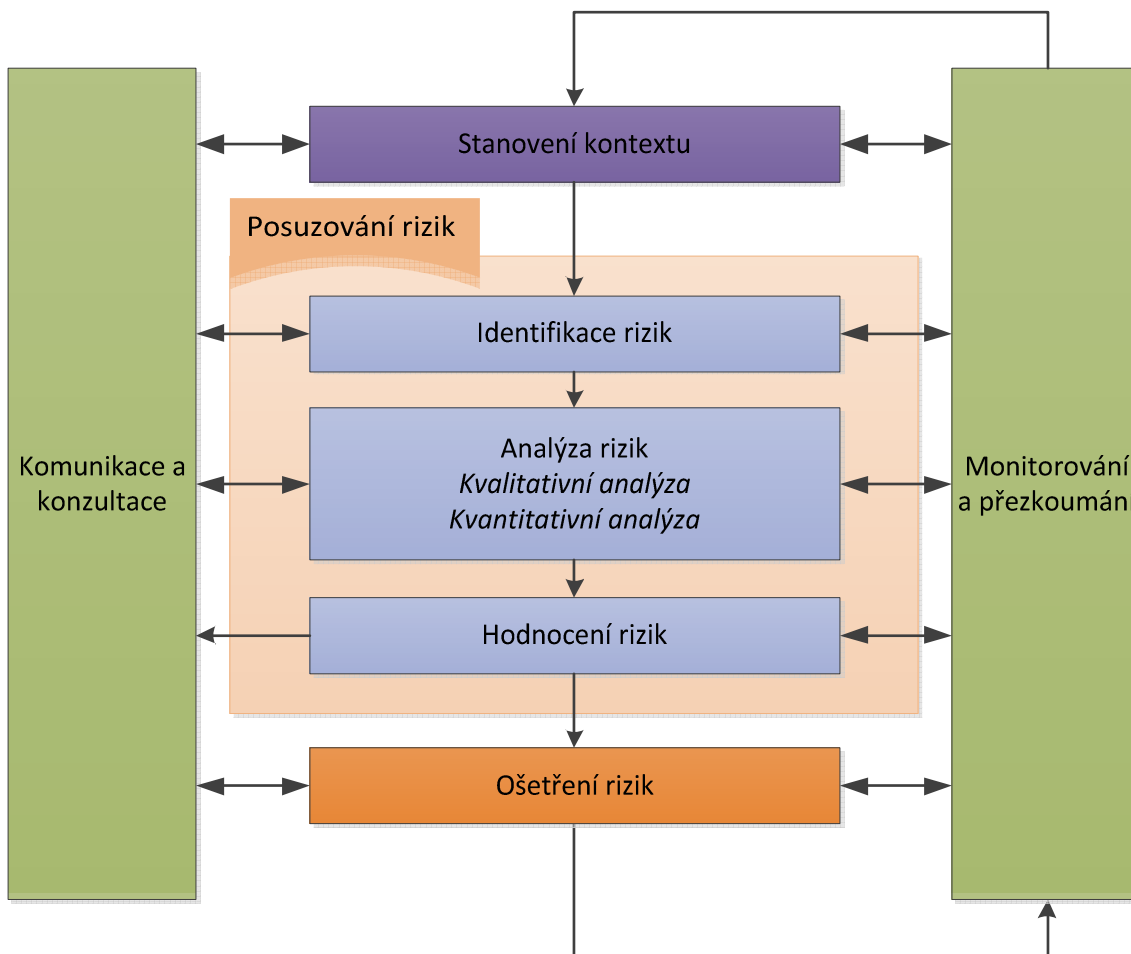 Stanovení kontextu
Posuzování rizik
Identifikace rizik
Komunikace a
konzultace
Analýza rizik
Kvalitativní analýza
Kvantitativní analýza
Monitorování
a přezkoumán
Hodnocení rizik
Ošetření rizik